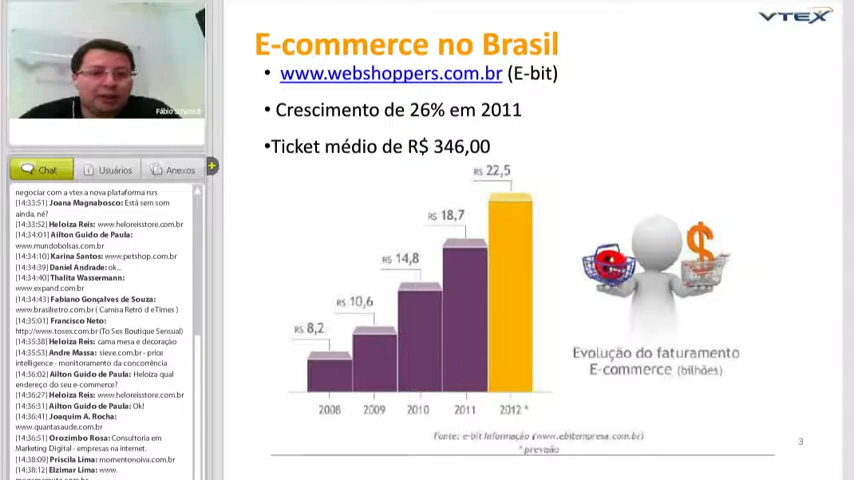 VTEX
E-commerce no Brasil
• www.webshoppers.com.br (E-bit)
• Crescimento de 26% em 2011
•Ticket médio de R$ 346,00
R$ 22,5
R$ 18,7
R$ 14,8
R$ 10,6
R$ 8,2
2008 2009 2010 2011 2012 *
Evolução do faturamento
E-commerce (bilhões)
Fonte: e-bit Informação (www.ebitempresa.com.br)
* previsão
3
Chat Usuários Anexos
negociar com a vtex a nova plataforma rsrs
[14:33:51] Joana Magnabosco: Está sem som
ainda, né?
[14:33:52] Heloiza Reis: www.heloreisstore.com.br
[14:34:01] Ailton Guido de Paula:
www.mundobolsas.com.br
[14:34:10] Karina Santos: www.petshop.com.br
[14:34:39] Daniel Andrade: ok...
[14:34:40] Thalita Wassermann:
www.expand.com.br
[14:34:43] Fabiano Gonçalves de Souza:
www.brasilretro.com.br ( Camisa Retrô de Times )
[14:35:01] Francisco Neto:
http://www.tosex.com.br (To Sex Boutique Sensual)
[14:35:38] Heloiza Reis: cama mesa e decoração
[14:35:53] Andre Massa: sieve.com.br - price
intelligence - monitoramento da concorrência
[14:36:02] Ailton Guido de Paula: Heloiza qual
endereço do seu e-commerce?
[14:36:27] Heloiza Reis: www.heloreisstore.com.br
[14:36:31] Ailton Guido de Paula: Ok!
[14:36:41] Joaquim A. Rocha:
www.quantasaude.com.br
[14:36:51] Orozimbo Rosa: Consultoria em
Marketing Digital - empresas na internet.
[14:38:09] Priscila Lima: momentonoiva.com.br
[14:38:12] Elzimar Lima: www.